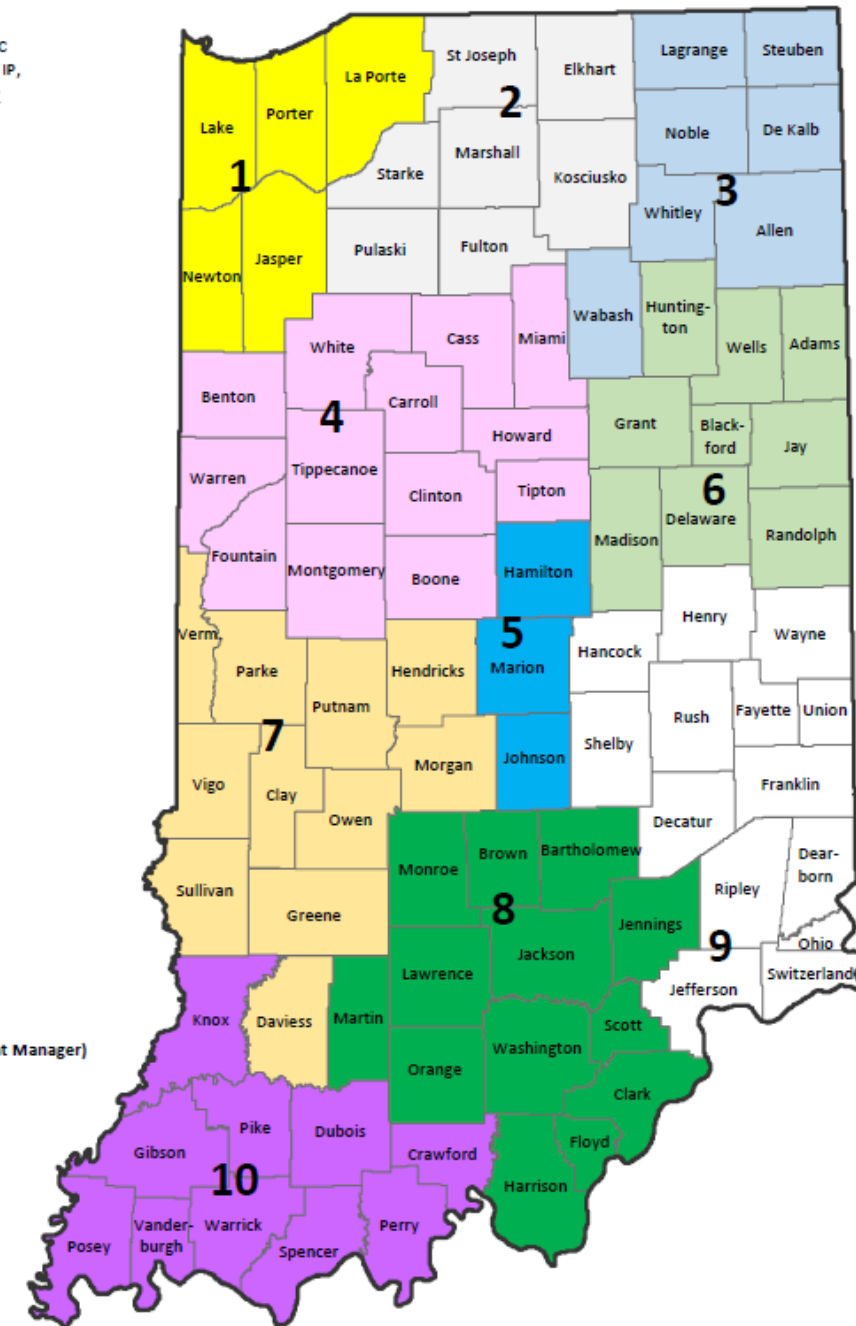 C
IP,
St Joseph
Elkhart
Lagrange
Steuben
La Porte
Lake
Porter
2
Noble
De Kalb
Starke
Marshall
Kosciusko
1
3
Whitley
Allen
Newton
Jasper
Pulaski
Fulton
Wabash
Hunting-
ton
Wells
Adams
White
Cass
Miami
Benton
4
Carroll
Grant
Black-
ford
Jay
Howard
Warren
Tippecanoe
Clinton
Tipton
6
Delaware
Madison
Randolph
Fountain
Montgomery
Boone
Hamilton
Verm.
Parke
Putnam
Hendricks
5
Marion
Hancock
Henry
Wayne
7
Rush
Fayette
Union
Shelby
Vigo
Clay
Morgan
Johnson
Franklin
Owen
Decatur
Monroe
Brown
Bartholomew
Dear-
born
Sullivan
Greene
8
Ripley
Jennings
9
Ohio
Lawrence
Jackson
Jefferson
Switzerland
Knox
Daviess
Martin
Scott
t Manager)
Orange
Washington
Clark
Gibson
Pike
Dubois
Crawford
Floyd
10
Harrison
Posey
Vander-
burgh
Warrick
Spencer
Perry